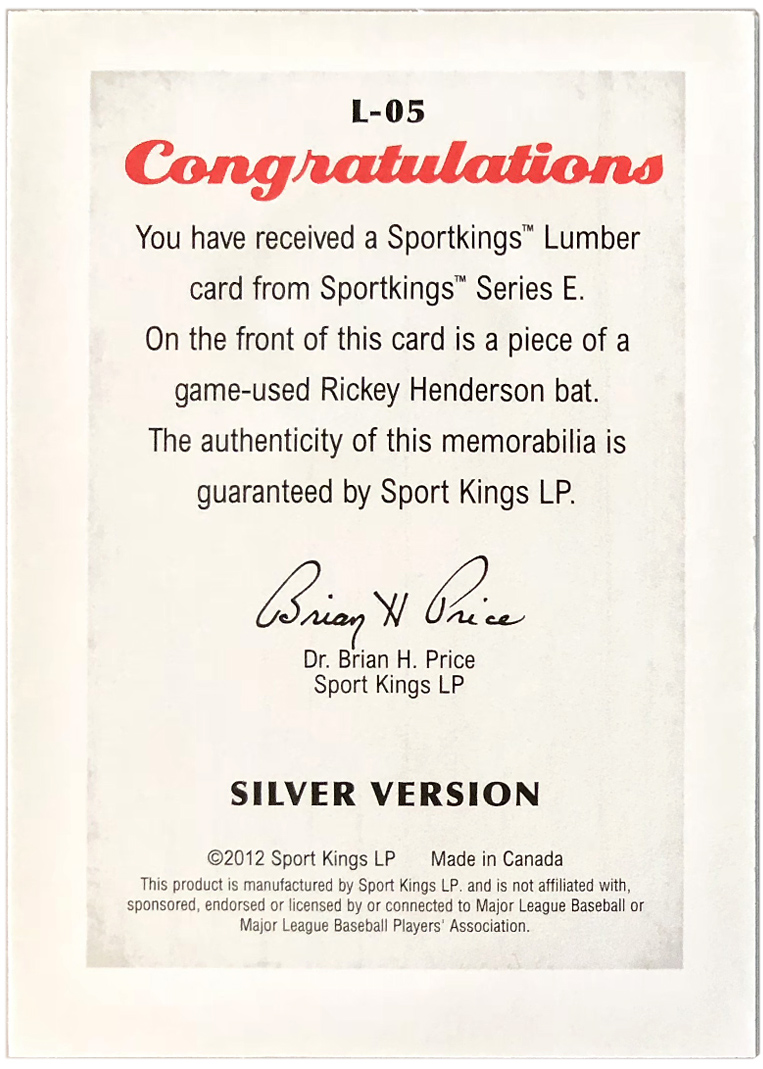 L-05
Congratulations
You have received a Sportkings™ Lumber
card from Sportkings™ Series E.
On the front of this card is a piece of a
game-used Rickey Henderson bat.
The authenticity of this memorabilia is
guaranteed by Sport Kings LP.
Brian H Price
Dr. Brian H. Price
Sport Kings LP
SILVER VERSION
©2012 Sport Kings LP Made in Canada
This product is manufactured by Sport Kings LP. and is not affiliated with,
sponsored, endorsed or licensed by or connected to Major League Baseball or
Major League Baseball Players' Association.